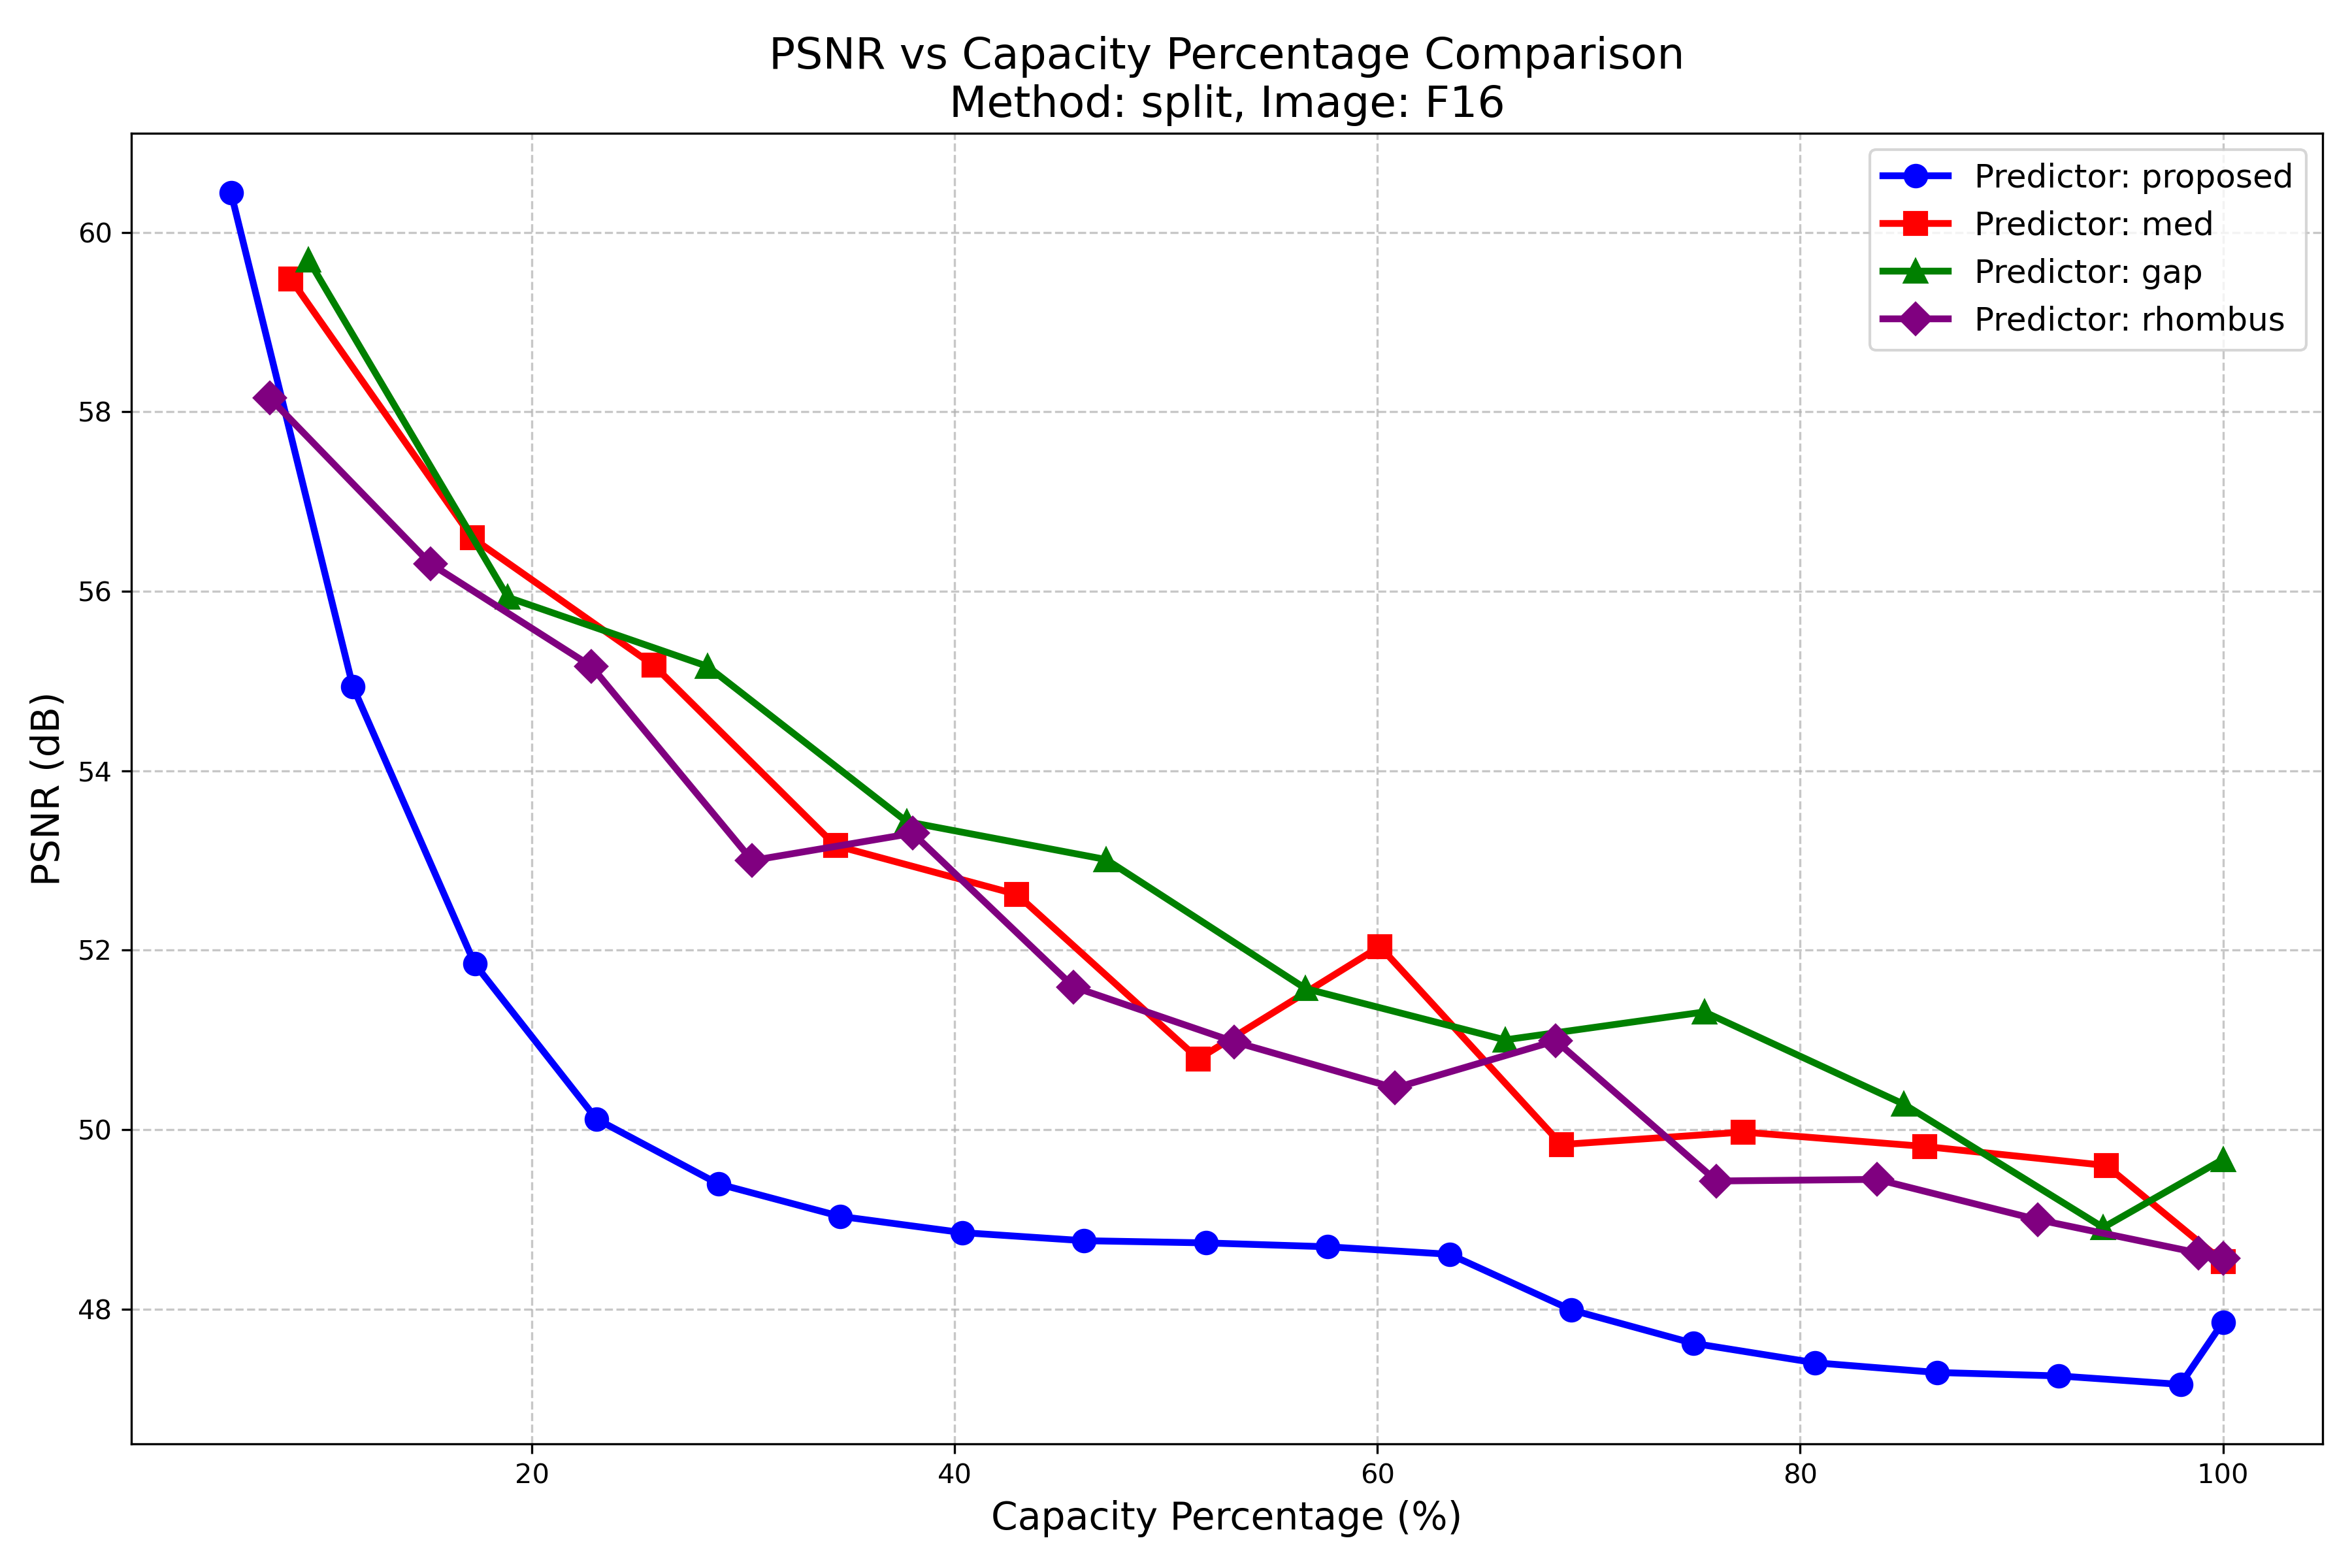 PSNR vs Capacity Percentage Comparison
Method: split, Image: F16
Predictor: proposed
Predictor: med
Predictor: gap
Predictor: rhombus
PSNR (dB)
60
58
56
54
52
50
48
20 40 60 80 100
Capacity Percentage (%)